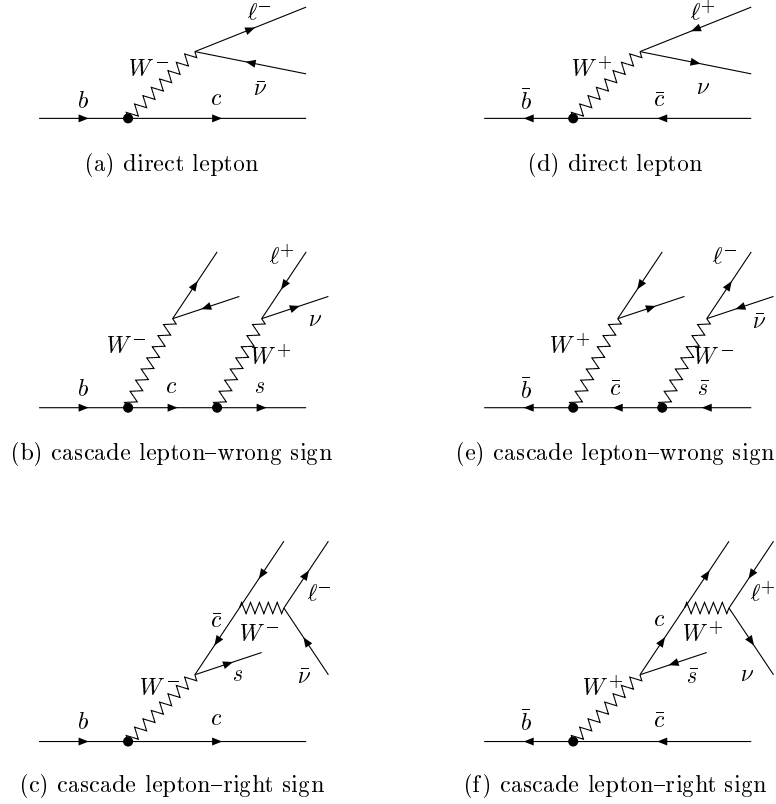 ℓ⁻
W⁻
ν̄
b
c
(a) direct lepton
ℓ⁺
W⁺
ν
b̄
c̄
(d) direct lepton
ℓ⁺
W⁻
ν
W⁺
b
c
s
(b) cascade lepton–wrong sign
ℓ⁻
W⁺
ν̄
W⁻
b̄
c̄
s̄
(e) cascade lepton–wrong sign
ℓ⁻
c̄
W⁻
ν̄
W⁻
s
b
c
(c) cascade lepton–right sign
ℓ⁺
c
W⁺
ν
W⁺
s̄
b̄
c̄
(f) cascade lepton–right sign